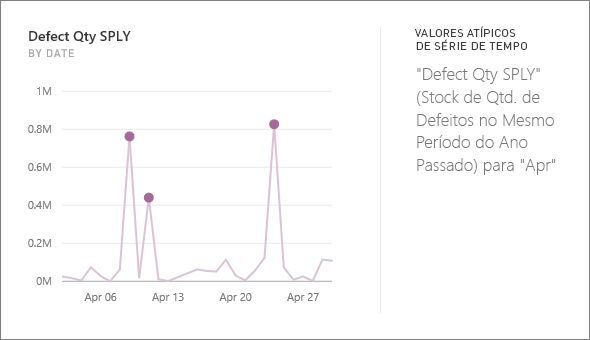 Defect Qty SPLY
BY DATE
1M
0.8M
0.6M
0.4M
0.2M
0M
Apr 06
Apr 13
Apr 20
Apr 27
VALORES ATÍPICOS
DE SÉRIE DE TEMPO
"Defect Qty SPLY"
(Stock de Qtd. de
Defeitos no Mesmo
Período do Ano
Passado) para "Apr"